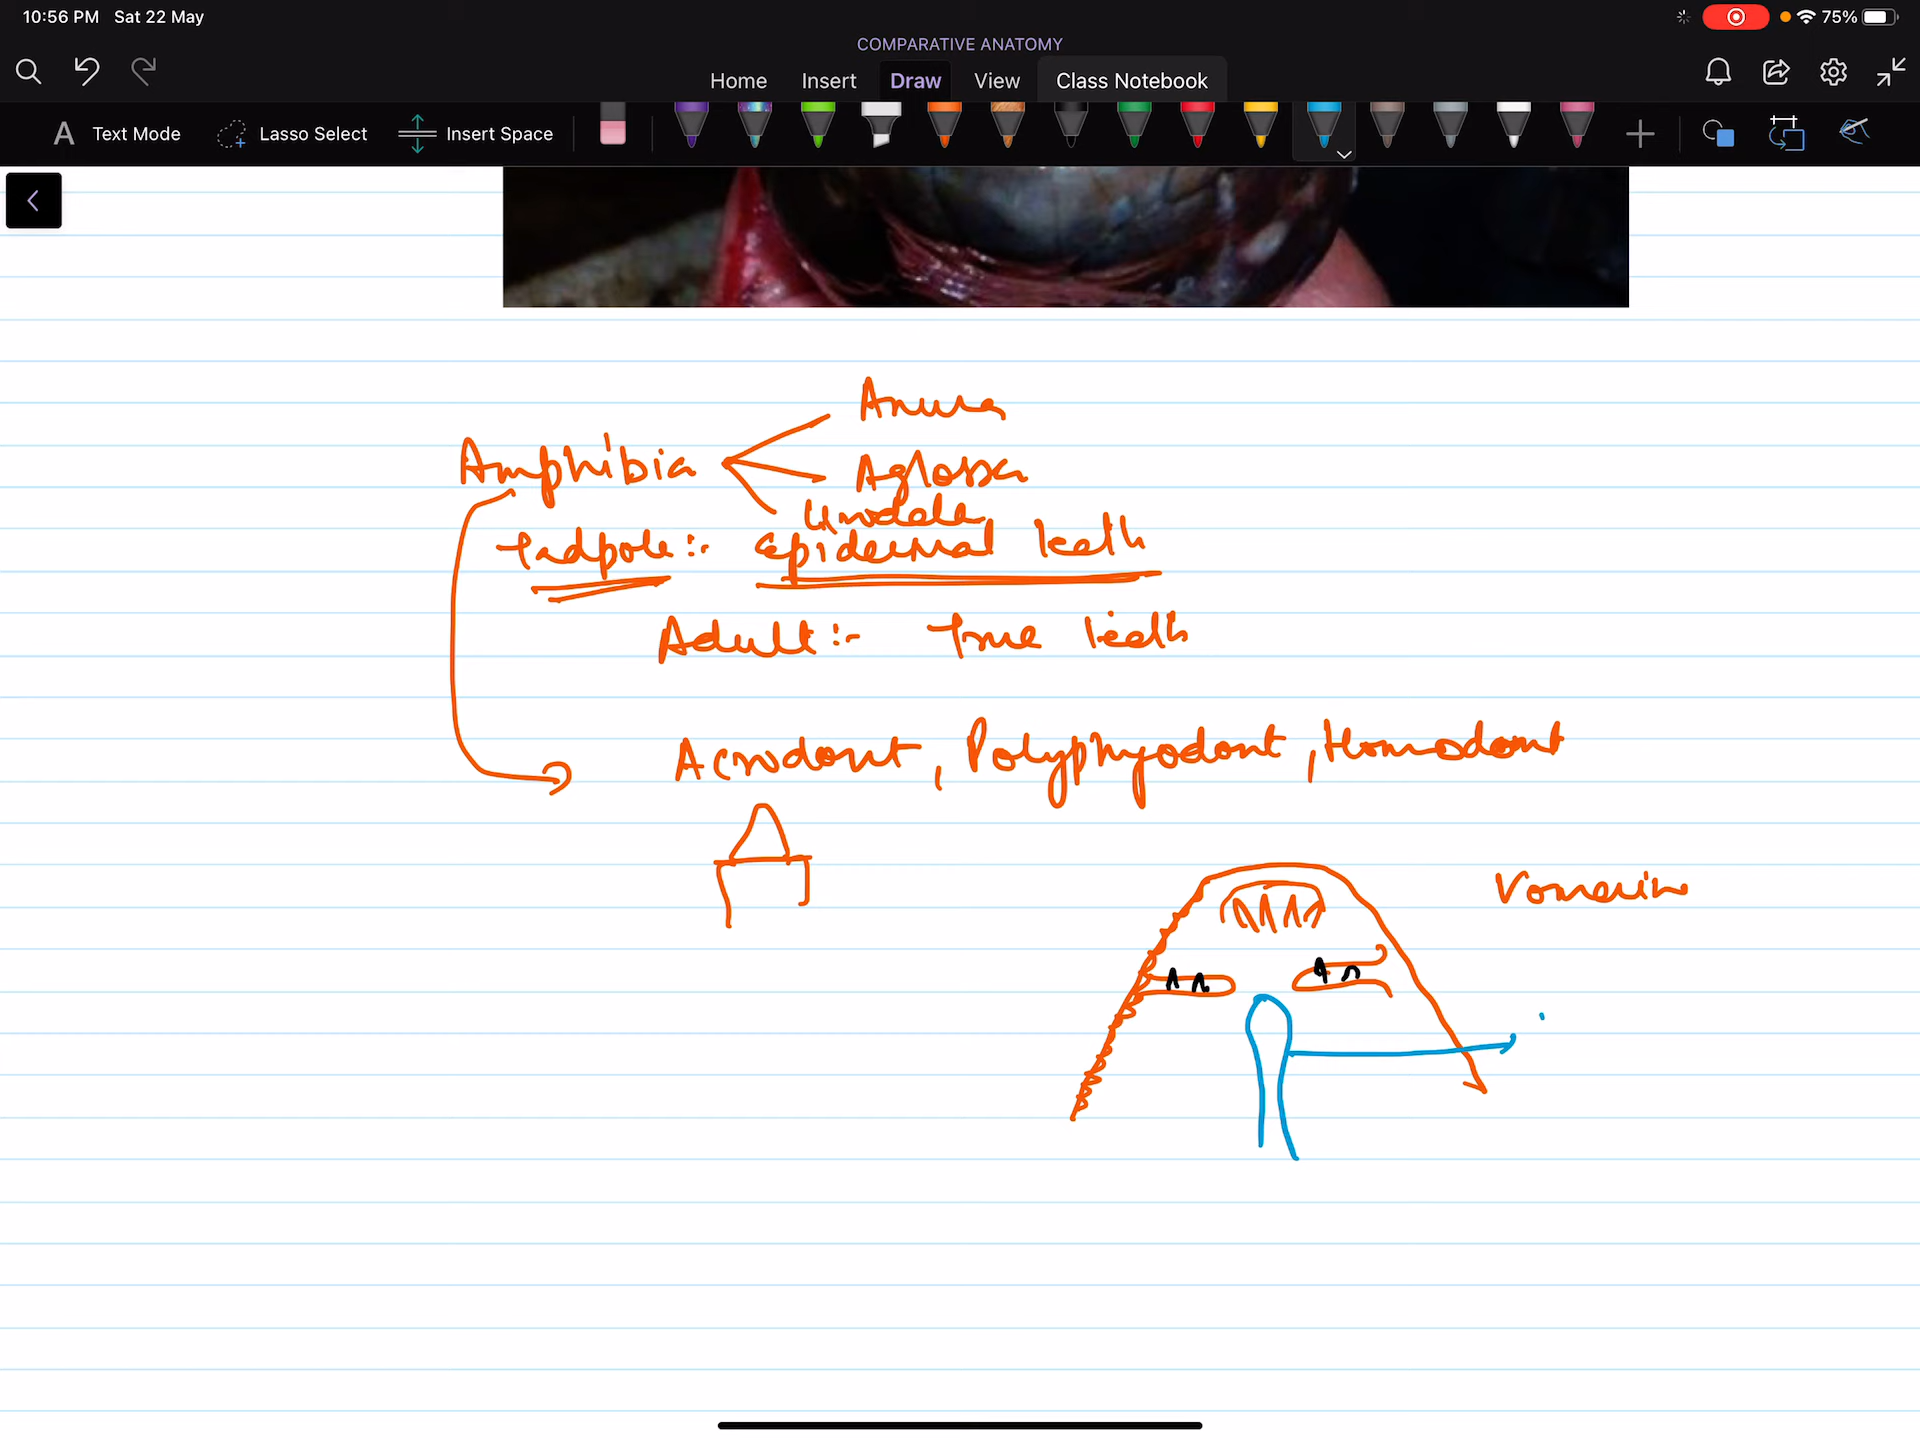 10:56 PM Sat 22 May
75%
COMPARATIVE ANATOMY
Home Insert Draw View Class Notebook
A Text Mode Lasso Select Insert Space
Anura
Amphibia
Aglossa
Urodela
Tadpole:- Epidermal teeth
Adult:- True teeth
Acrodont, Polyphyodont, Homodont
Vomerine